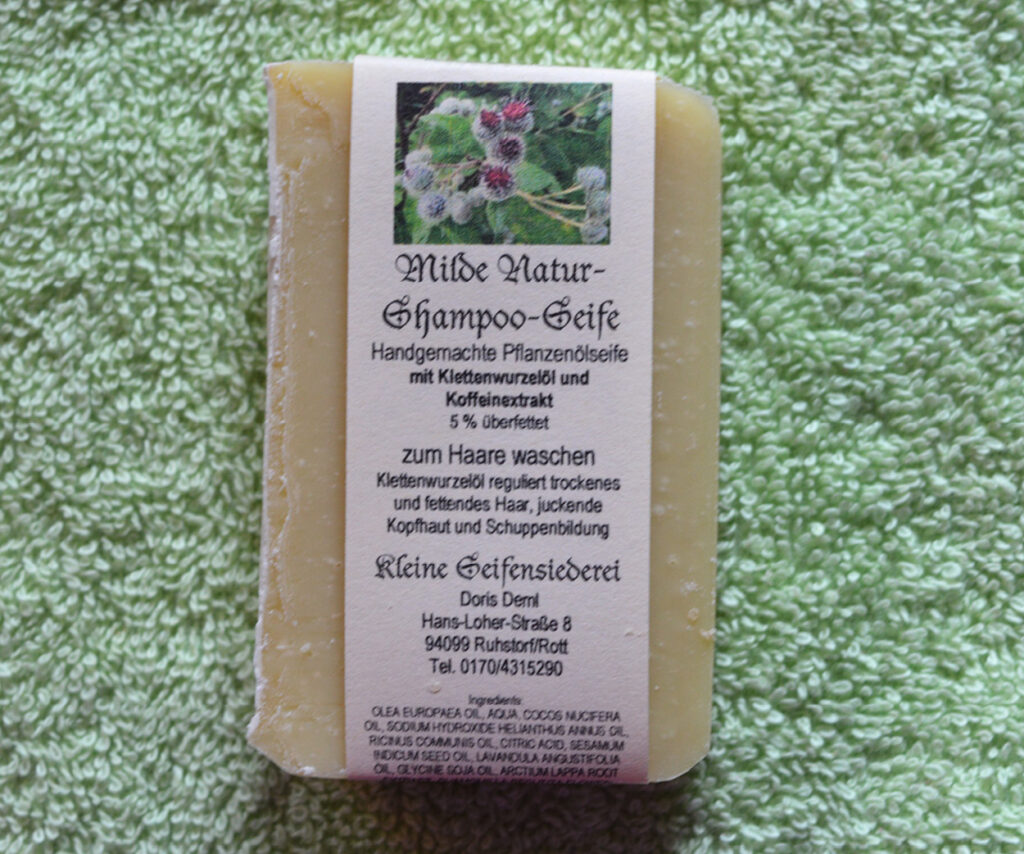 Milde Natur-
Shampoo-Seife
Handgemachte Pflanzenölseife
mit Klettenwurzelöl und
Koffeinextrakt
5 % überfettet
zum Haare waschen
Klettenwurzelöl reguliert trockenes
und fettendes Haar, juckende
Kopfhaut und Schuppenbildung
Kleine Seifensiederei
Doris Deml
Hans-Loher-Straße 8
94099 Ruhstorf/Rott
Tel. 0170/4315290
Ingredients:
OLEA EUROPAEA OIL, AQUA, COCOS NUCIFERA
OIL, SODIUM HYDROXIDE HELIANTHUS ANNUS OIL,
RICINUS COMMUNIS OIL, CITRIC ACID, SESAMUM
INDICUM SEED OIL, LAVANDULA ANGUSTIFOLIA
OIL, GLYCINE SOJA OIL, ARCTIUM LAPPA ROOT